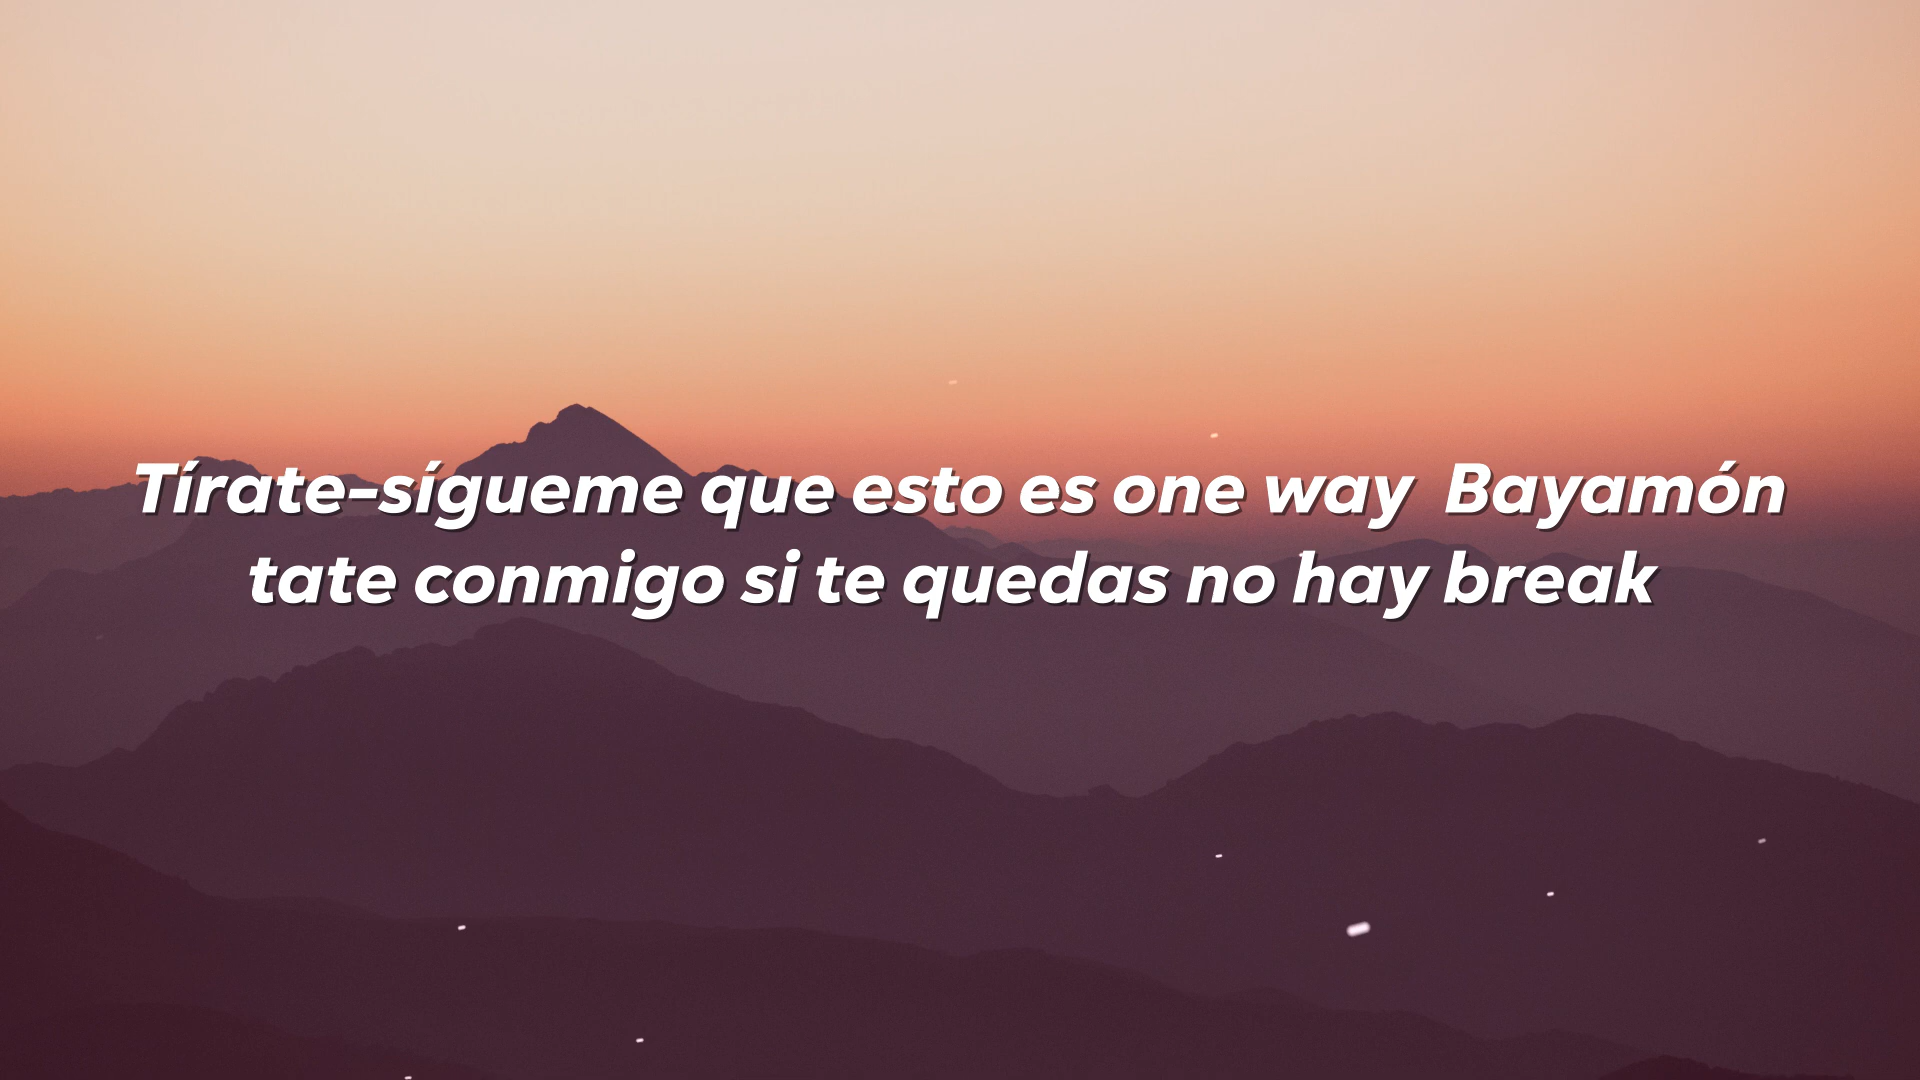 Tírate-sígueme que esto es one way  Bayamón
tate conmigo si te quedas no hay break